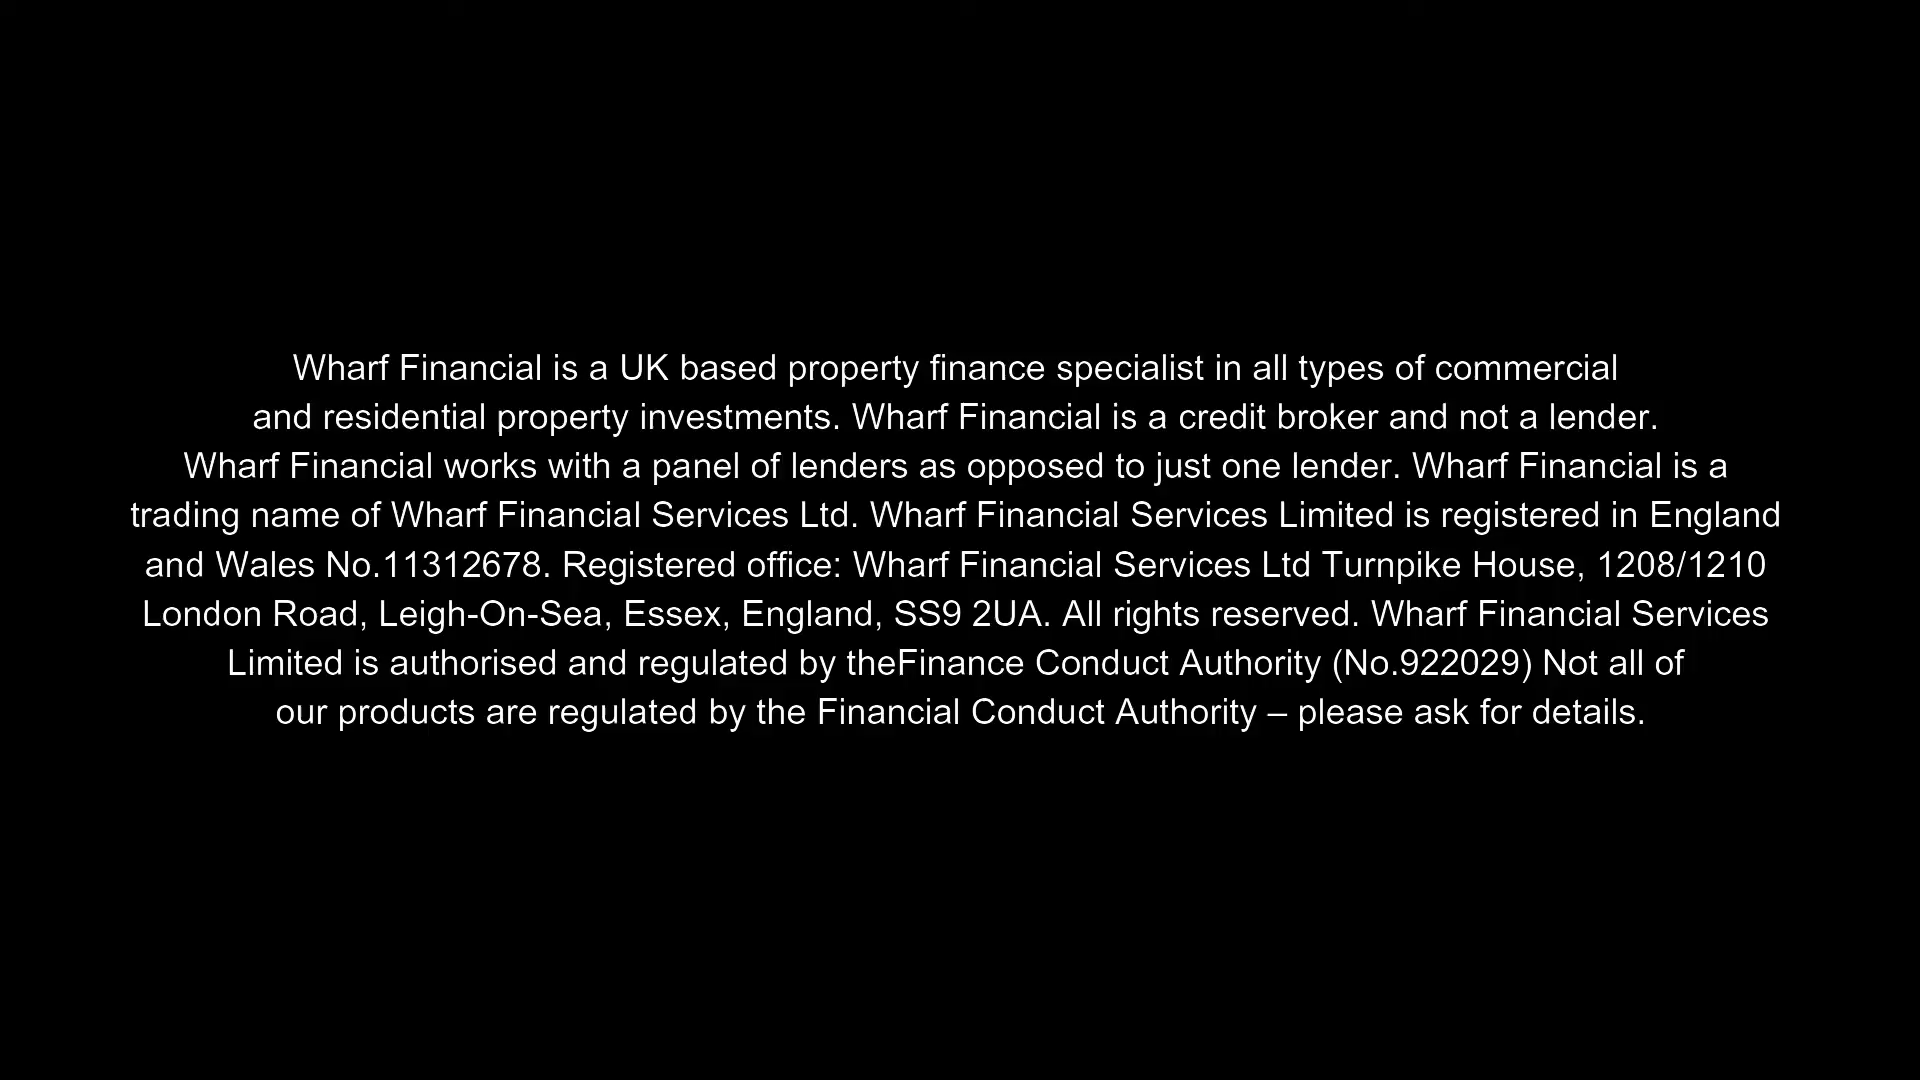 Wharf Financial is a UK based property finance specialist in all types of commercial
and residential property investments. Wharf Financial is a credit broker and not a lender.
Wharf Financial works with a panel of lenders as opposed to just one lender. Wharf Financial is a
trading name of Wharf Financial Services Ltd. Wharf Financial Services Limited is registered in England
and Wales No.11312678. Registered office: Wharf Financial Services Ltd Turnpike House, 1208/1210
London Road, Leigh-On-Sea, Essex, England, SS9 2UA. All rights reserved. Wharf Financial Services
Limited is authorised and regulated by theFinance Conduct Authority (No.922029) Not all of
our products are regulated by the Financial Conduct Authority – please ask for details.